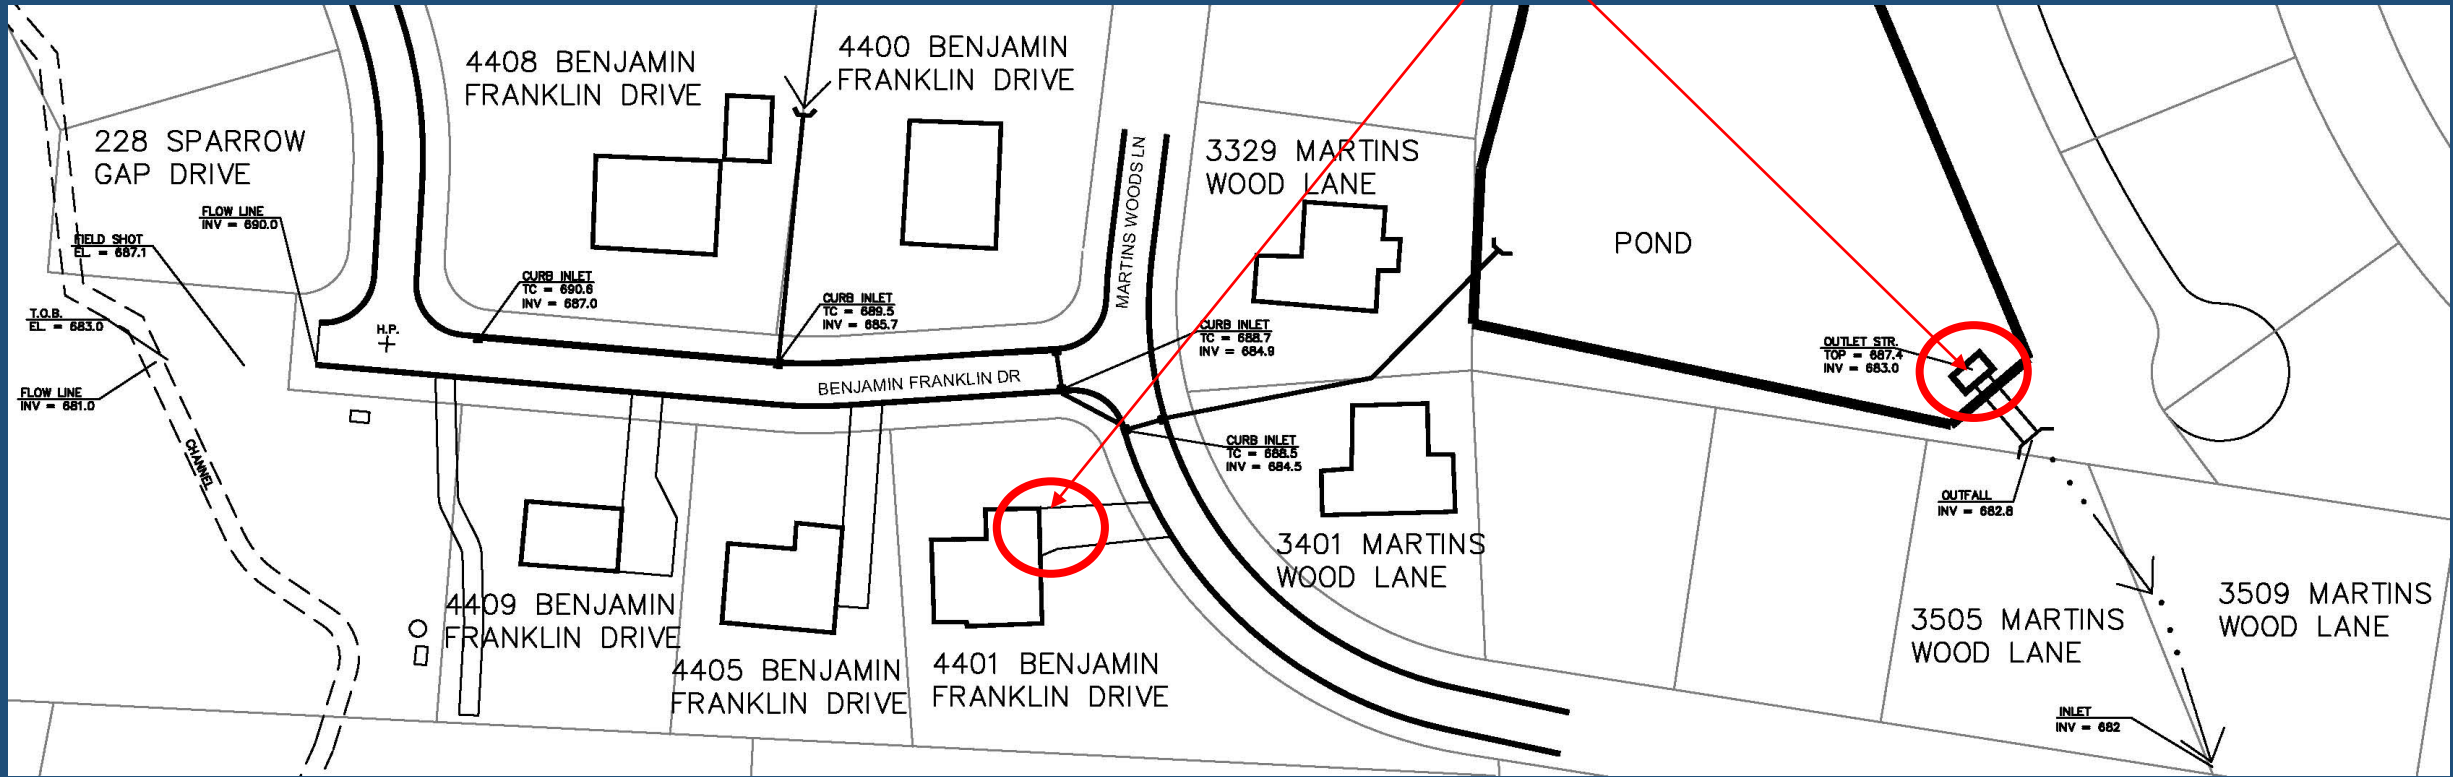 4408 BENJAMIN
FRANKLIN DRIVE
4400 BENJAMIN
FRANKLIN DRIVE
228 SPARROW
GAP DRIVE
3329 MARTINS
WOOD LANE
MARTINS WOODS LN
POND
FLOW LINE
INV = 690.0
FIELD SHOT
EL = 687.1
CURB INLET
TC = 690.6
INV = 687.0
CURB INLET
TC = 689.5
INV = 685.7
T.O.B.
EL = 683.0
H.P.
CURB INLET
TC = 688.7
INV = 684.9
OUTLET STR.
TOP = 687.4
INV = 683.0
FLOW LINE
INV = 681.0
BENJAMIN FRANKLIN DR
CHANNEL
CURB INLET
TC = 688.5
INV = 684.5
OUTFALL
INV = 682.8
3401 MARTINS
WOOD LANE
4409 BENJAMIN
FRANKLIN DRIVE
4405 BENJAMIN
FRANKLIN DRIVE
4401 BENJAMIN
FRANKLIN DRIVE
3505 MARTINS
WOOD LANE
3509 MARTINS
WOOD LANE
INLET
INV = 682